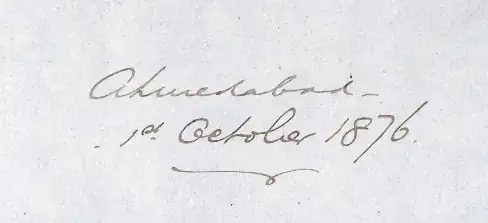 Ahmedabad -
1st October 1876.